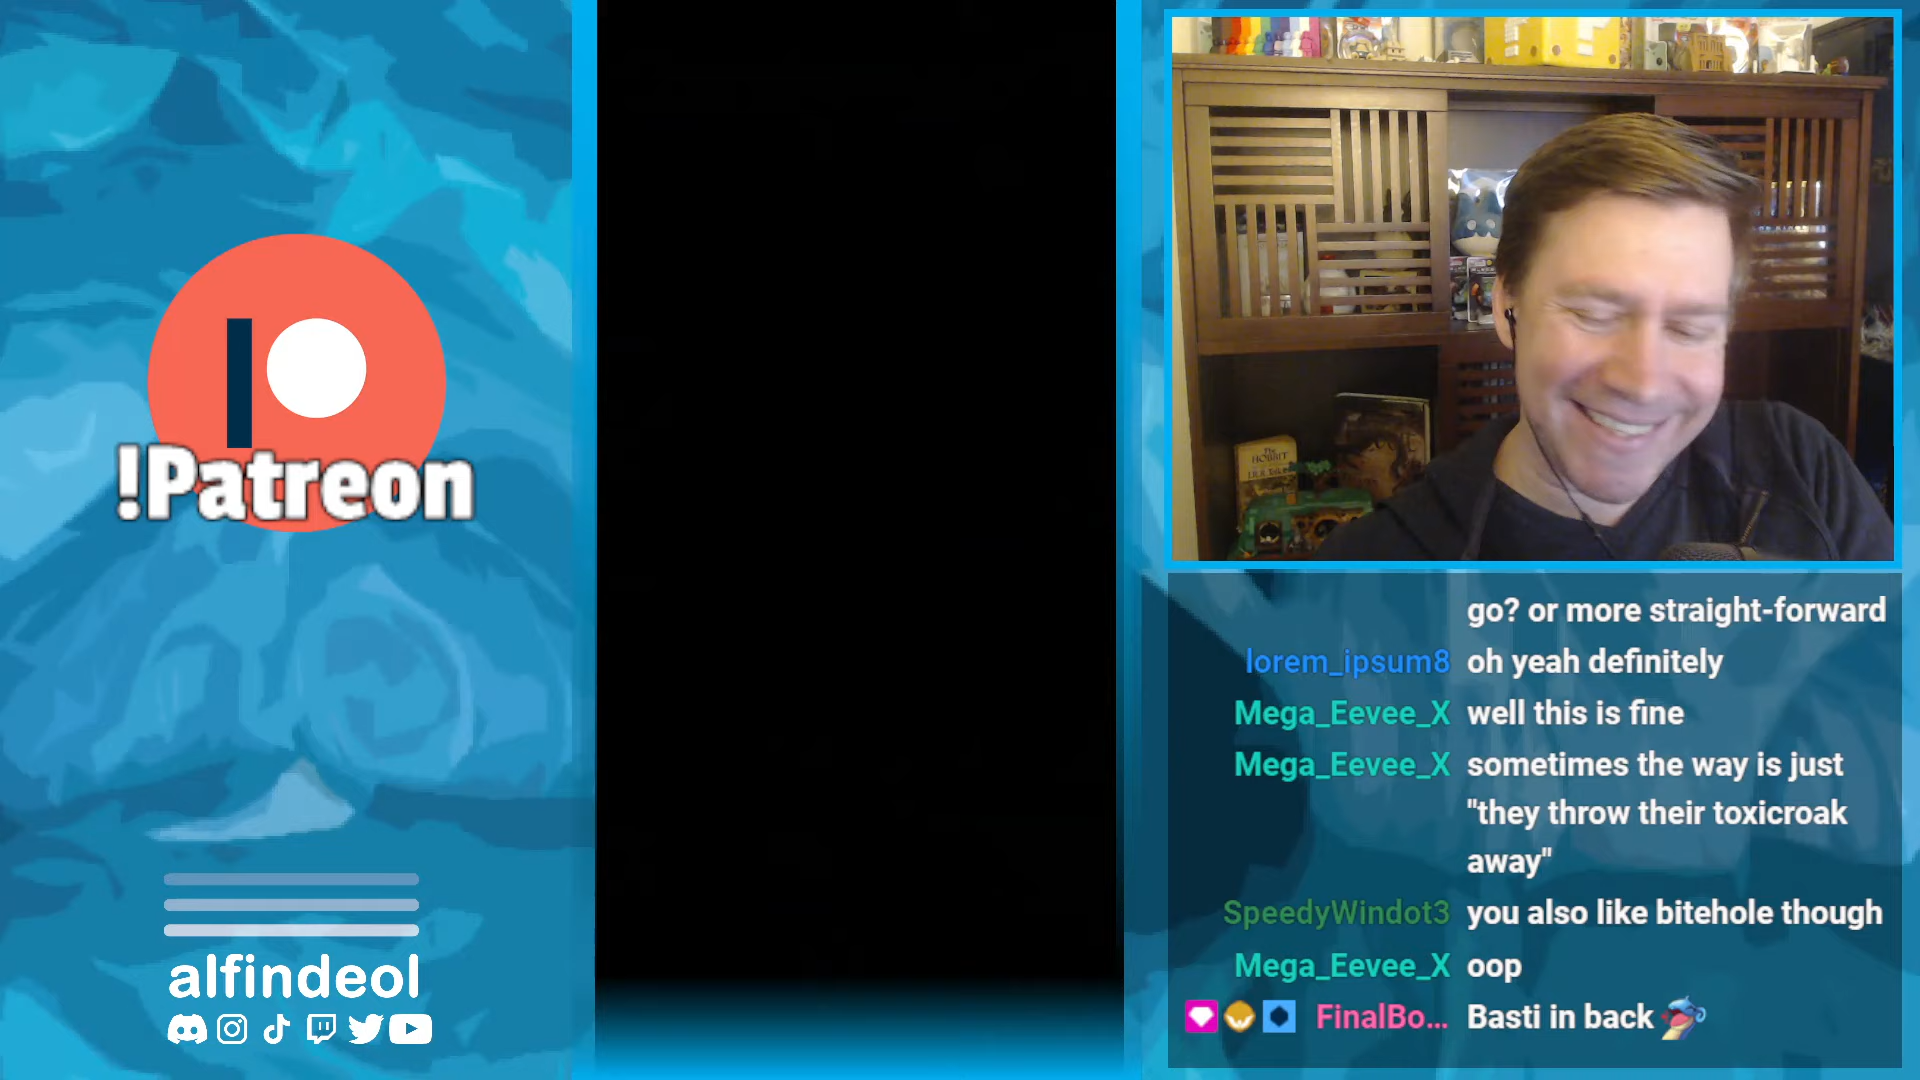 !Patreon
alfindeol
The
HOBBIT
go? or more straight-forward
lorem_ipsum8 oh yeah definitely
Mega_Eevee_X well this is fine
Mega_Eevee_X sometimes the way is just
"they throw their toxicroak
away"
SpeedyWindot3 you also like bitehole though
Mega_Eevee_X oop
FinalBo... Basti in back